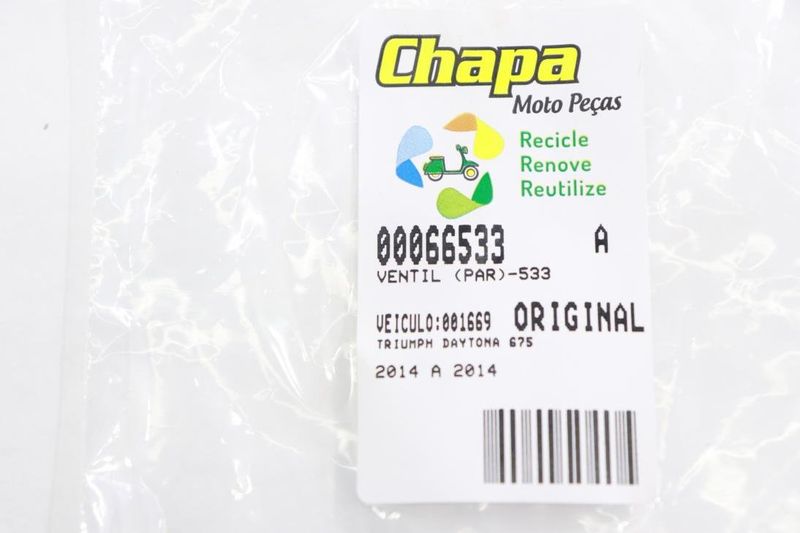 Chapa
Moto Peças
Recicle
Renove
Reutilize
00066533 A
VENTIL (PAR)-533
VEICULO:001669 ORIGINAL
TRIUMPH DAYTONA 675
2014 A 2014